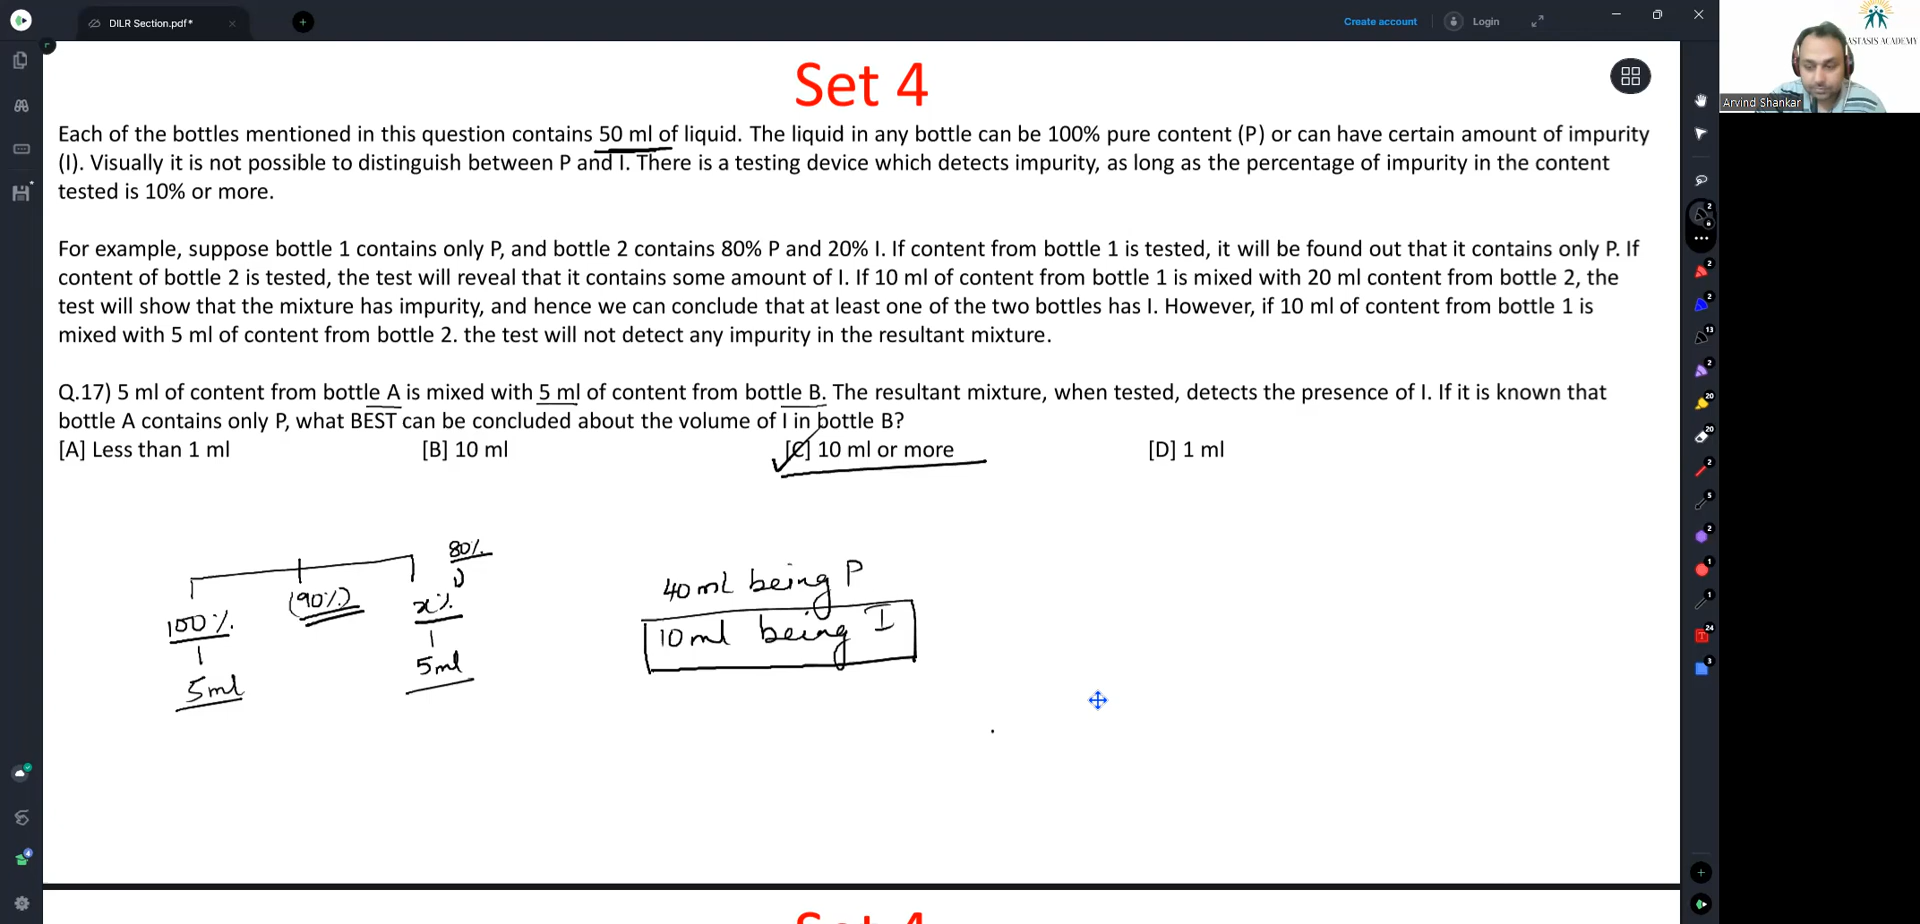 DILR Section.pdf*
Create account
Login
ASTASIS ACADEMY
Arvind Shankar
Set 4
Each of the bottles mentioned in this question contains 50 ml of liquid. The liquid in any bottle can be 100% pure content (P) or can have certain amount of impurity
(I). Visually it is not possible to distinguish between P and I. There is a testing device which detects impurity, as long as the percentage of impurity in the content
tested is 10% or more.
For example, suppose bottle 1 contains only P, and bottle 2 contains 80% P and 20% I. If content from bottle 1 is tested, it will be found out that it contains only P. If
content of bottle 2 is tested, the test will reveal that it contains some amount of I. If 10 ml of content from bottle 1 is mixed with 20 ml content from bottle 2, the
test will show that the mixture has impurity, and hence we can conclude that at least one of the two bottles has I. However, if 10 ml of content from bottle 1 is
mixed with 5 ml of content from bottle 2. the test will not detect any impurity in the resultant mixture.
Q.17) 5 ml of content from bottle A is mixed with 5 ml of content from bottle B. The resultant mixture, when tested, detects the presence of I. If it is known that
bottle A contains only P, what BEST can be concluded about the volume of I in bottle B?
[A] Less than 1 ml [B] 10 ml [C] 10 ml or more [D] 1 ml
80%
(90%)
x%
100%
5ml
5ml
40 ml being P
10 ml being I
Set 4